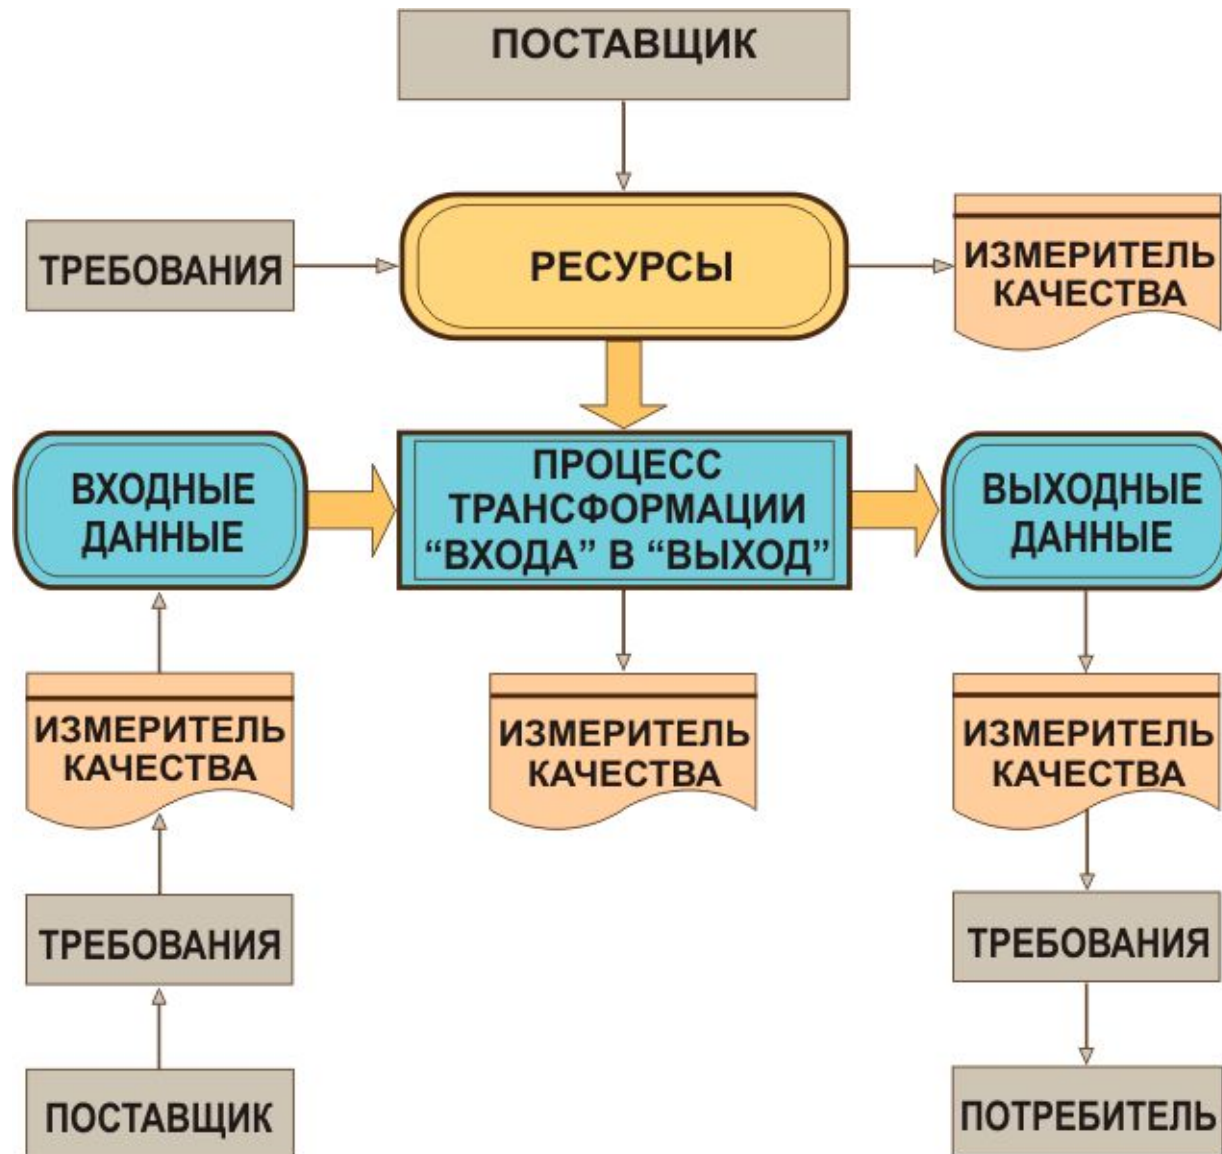 ПОСТАВЩИК
ТРЕБОВАНИЯ
РЕСУРСЫ
ИЗМЕРИТЕЛЬ
КАЧЕСТВА
ВХОДНЫЕ
ДАННЫЕ
ПРОЦЕСС
ТРАНСФОРМАЦИИ
“ВХОДА” В “ВЫХОД”
ВЫХОДНЫЕ
ДАННЫЕ
ИЗМЕРИТЕЛЬ
КАЧЕСТВА
ИЗМЕРИТЕЛЬ
КАЧЕСТВА
ИЗМЕРИТЕЛЬ
КАЧЕСТВА
ТРЕБОВАНИЯ
ТРЕБОВАНИЯ
ПОСТАВЩИК
ПОТРЕБИТЕЛЬ